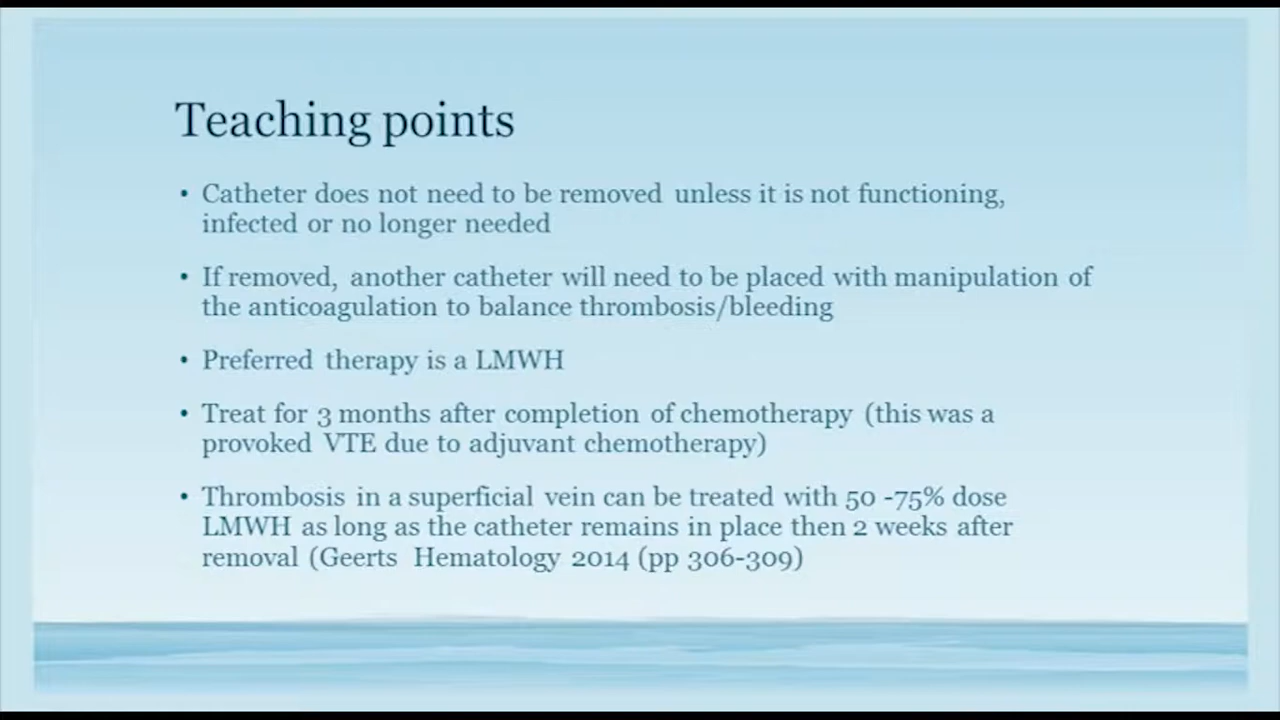 Teaching points
• Catheter does not need to be removed unless it is not functioning,
infected or no longer needed
• If removed, another catheter will need to be placed with manipulation of
the anticoagulation to balance thrombosis/bleeding
• Preferred therapy is a LMWH
• Treat for 3 months after completion of chemotherapy (this was a
provoked VTE due to adjuvant chemotherapy)
• Thrombosis in a superficial vein can be treated with 50 -75% dose
LMWH as long as the catheter remains in place then 2 weeks after
removal (Geerts Hematology 2014 (pp 306-309)